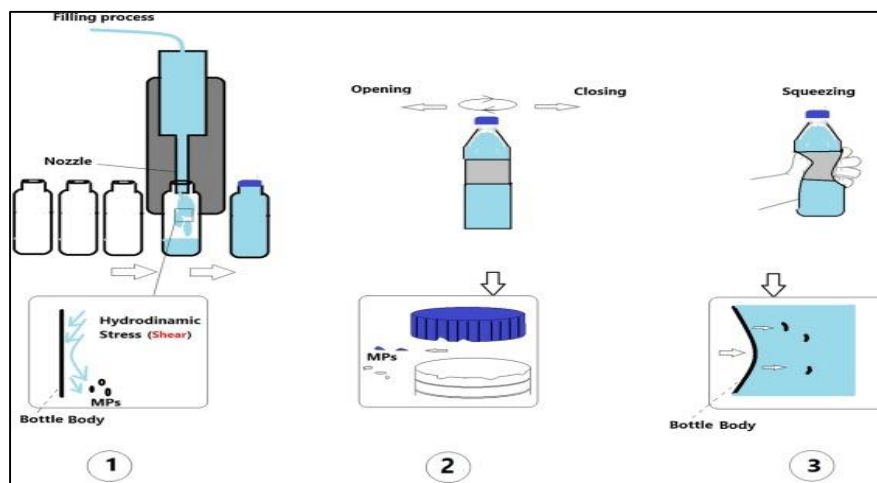 Filling process
Nozzle
Hydrodinamic
Stress (Shear)
MPs
Bottle Body
1
Opening
Closing
MPs
2
Squeezing
Bottle Body
3